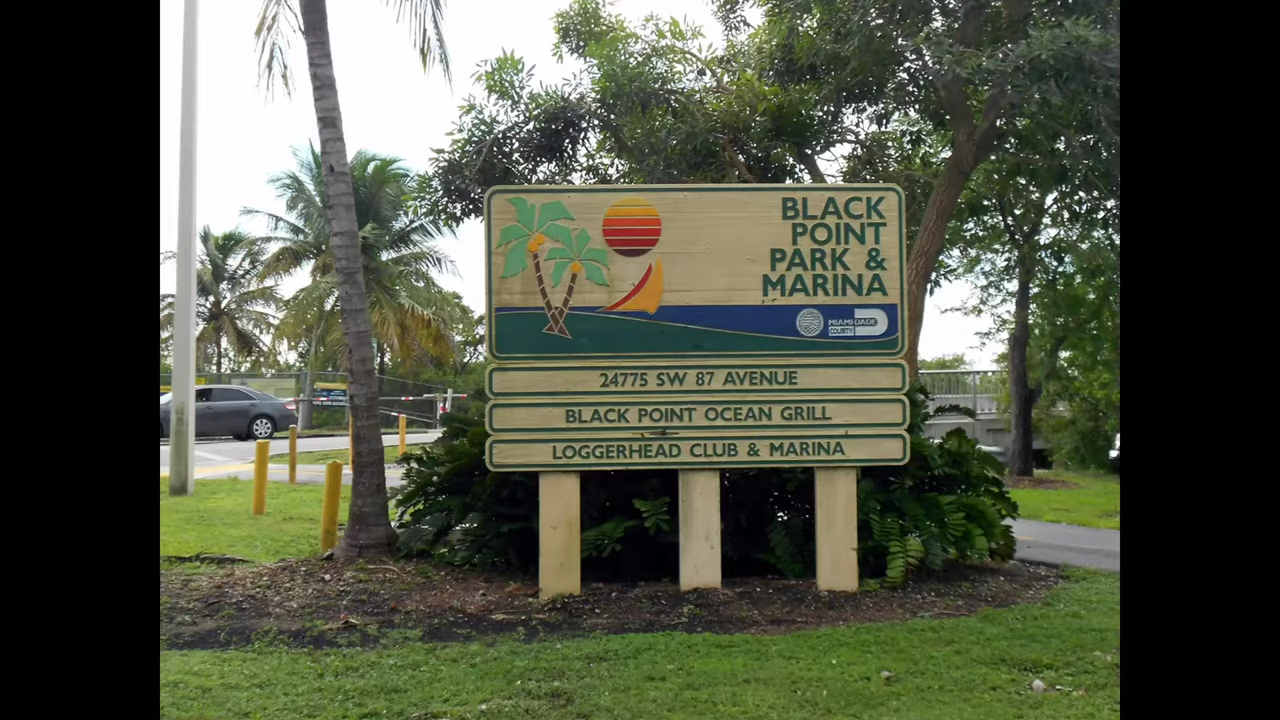 BLACK
POINT
PARK &
MARINA
MIAMI-DADE
COUNTY
24775 SW 87 AVENUE
BLACK POINT OCEAN GRILL
LOGGERHEAD CLUB & MARINA